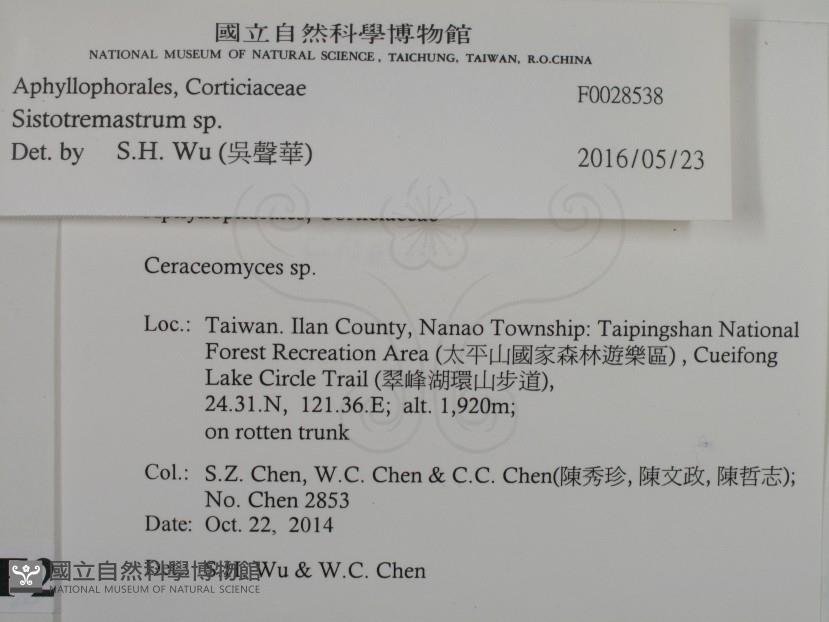 國立自然科學博物館
NATIONAL MUSEUM OF NATURAL SCIENCE, TAICHUNG, TAIWAN, R.O.CHINA
Aphyllophorales, Corticiaceae F0028538
Sistotremastrum sp.
Det. by S.H. Wu (吳聲華) 2016/05/23
Ceraceomyces sp.
Loc.: Taiwan. Ilan County, Nanao Township: Taipingshan National
Forest Recreation Area (太平山國家森林遊樂區) , Cueifong
Lake Circle Trail (翠峰湖環山步道),
24.31.N, 121.36.E; alt. 1,920m;
on rotten trunk
Col.: S.Z. Chen, W.C. Chen & C.C. Chen(陳秀珍, 陳文政, 陳哲志);
No. Chen 2853
Date: Oct. 22, 2014
Wu & W.C. Chen
國立自然科學博物館
NATIONAL MUSEUM OF NATURAL SCIENCE